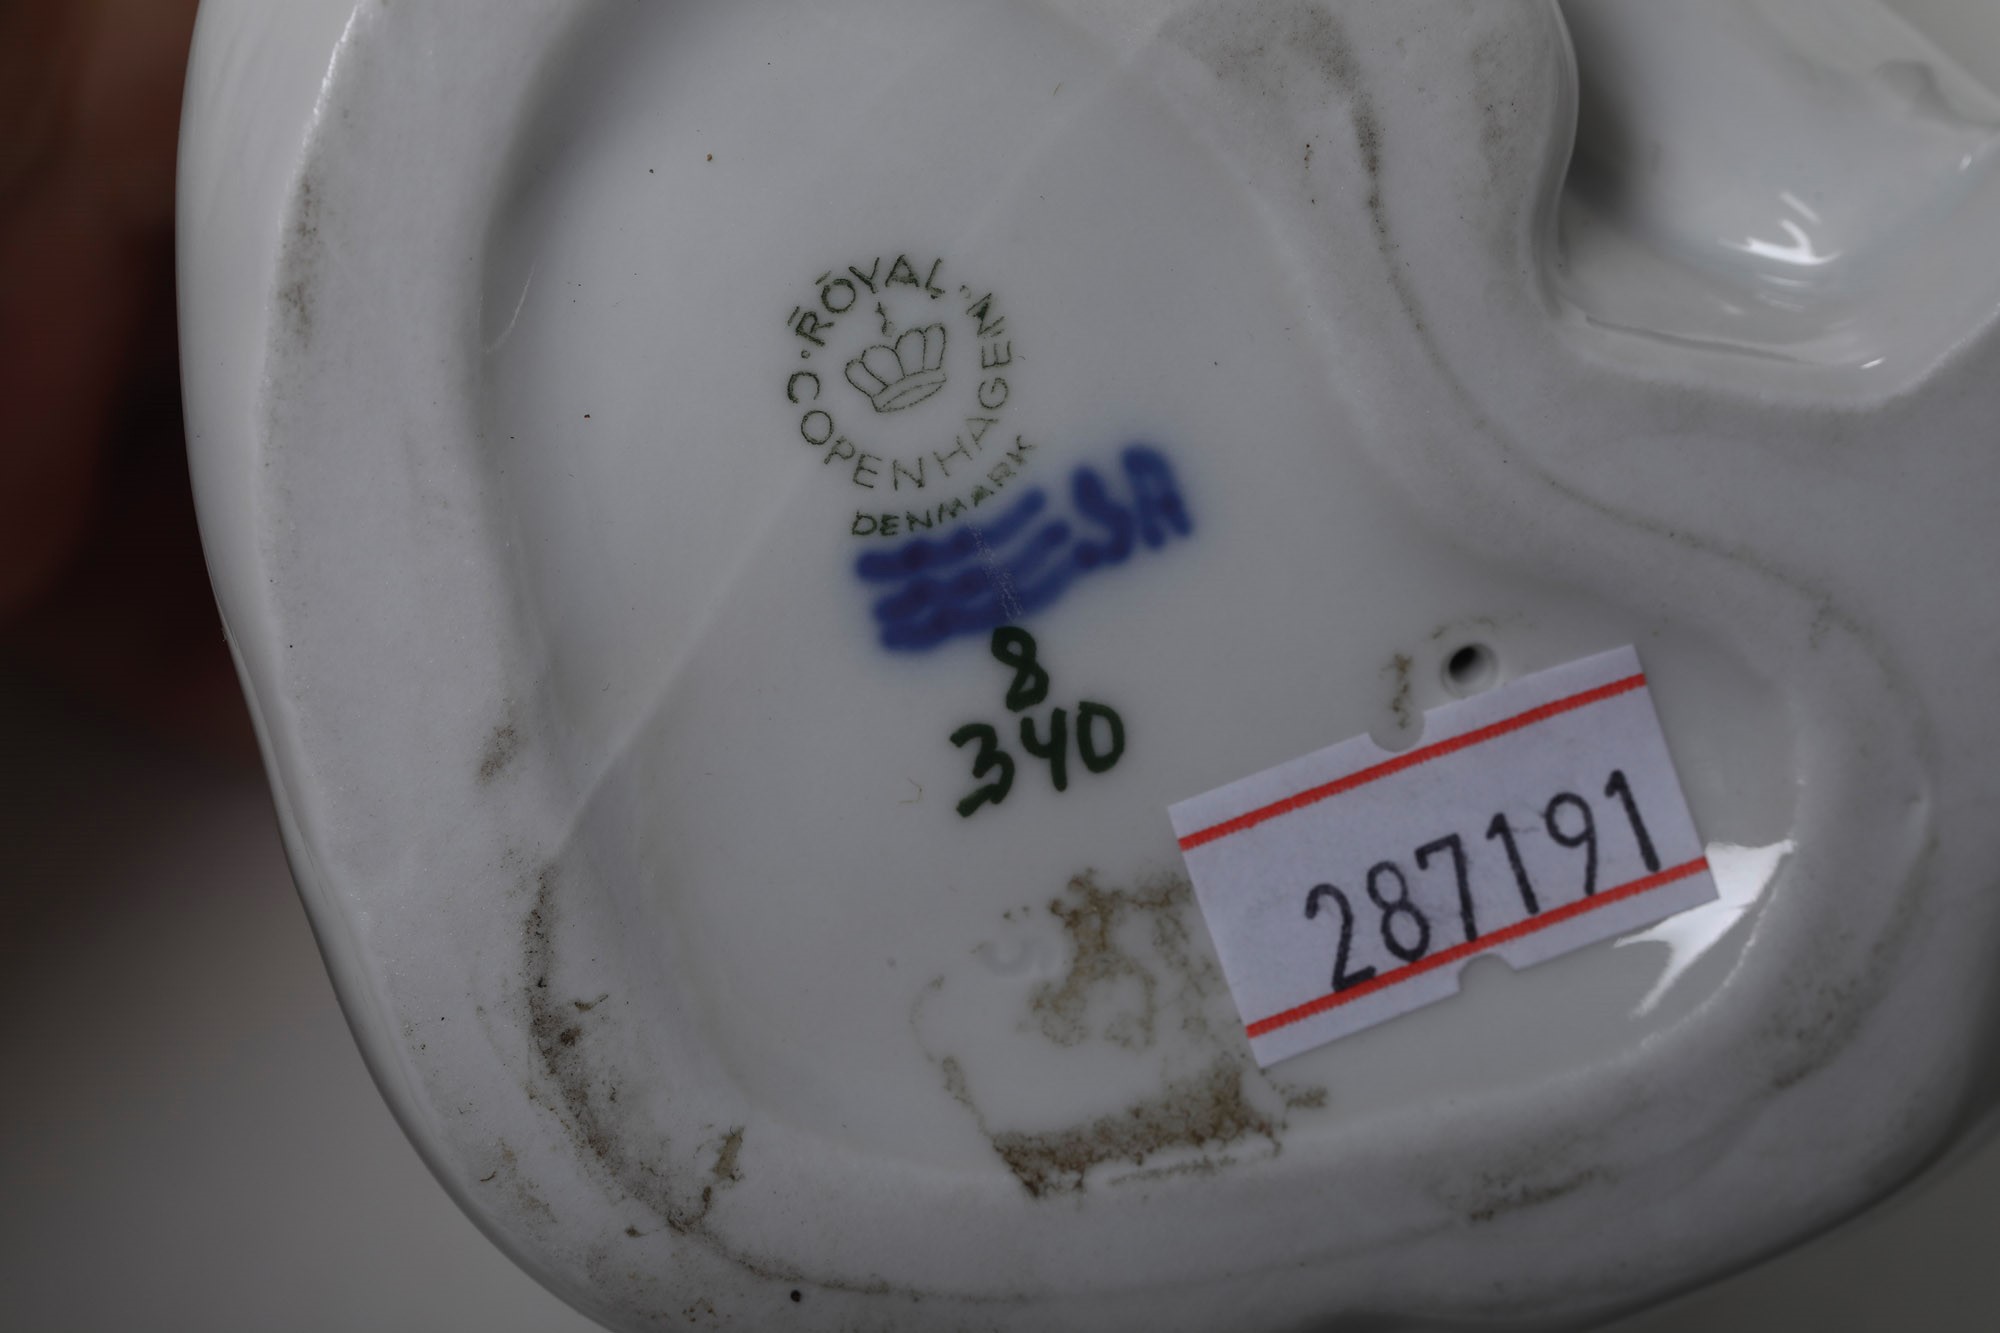 ROYAL COPENHAGEN
DENMARK
8
340
287191